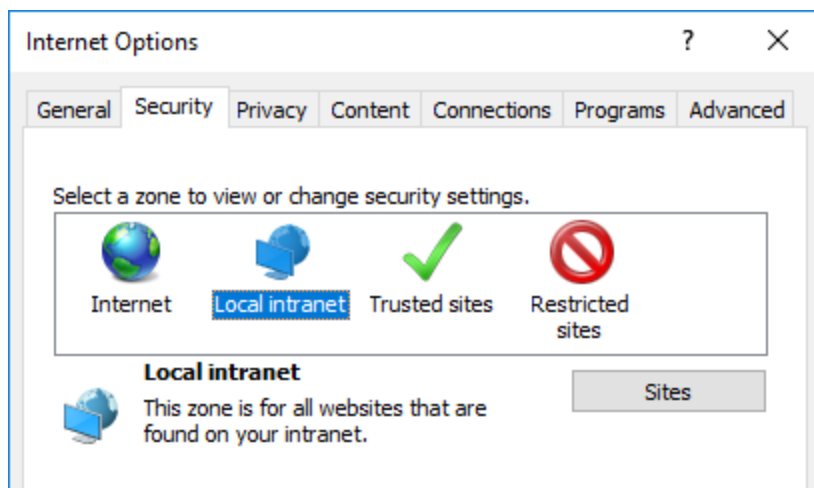 Internet Options
?
General Security Privacy Content Connections Programs Advanced
Select a zone to view or change security settings.
Internet Local intranet Trusted sites Restricted
sites
Local intranet
Sites
This zone is for all websites that are
found on your intranet.